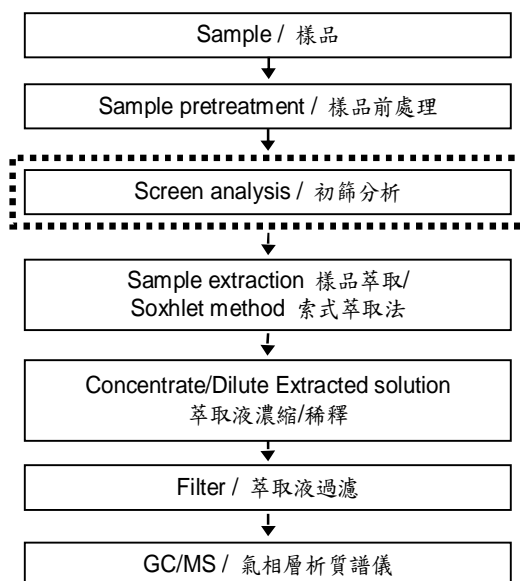 Sample / 樣品
Sample pretreatment / 樣品前處理
Screen analysis / 初篩分析
Sample extraction 樣品萃取/
Soxhlet method 索式萃取法
Concentrate/Dilute Extracted solution
萃取液濃縮/稀釋
Filter / 萃取液過濾
GC/MS / 氣相層析質譜儀